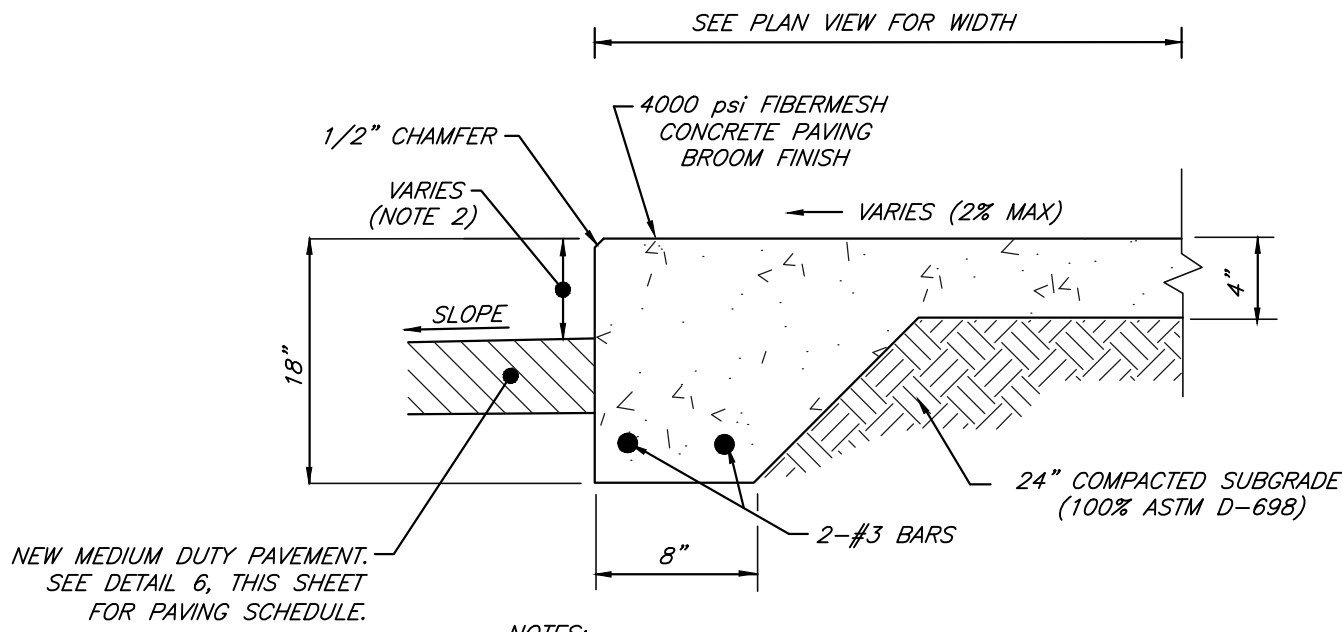 SEE PLAN VIEW FOR WIDTH
4000 psi FIBERMESH
CONCRETE PAVING
BROOM FINISH
1/2" CHAMFER
VARIES
(NOTE 2)
VARIES (2% MAX)
4"
SLOPE
18"
24" COMPACTED SUBGRADE
(100% ASTM D-698)
2-#3 BARS
8"
NEW MEDIUM DUTY PAVEMENT.
SEE DETAIL 6, THIS SHEET
FOR PAVING SCHEDULE.
NOTES: